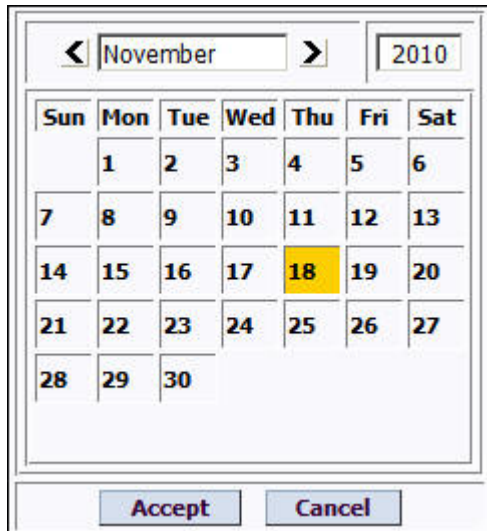 November 2010
Sun Mon Tue Wed Thu Fri Sat
1 2 3 4 5 6
7 8 9 10 11 12 13
14 15 16 17 18 19 20
21 22 23 24 25 26 27
28 29 30
Accept Cancel